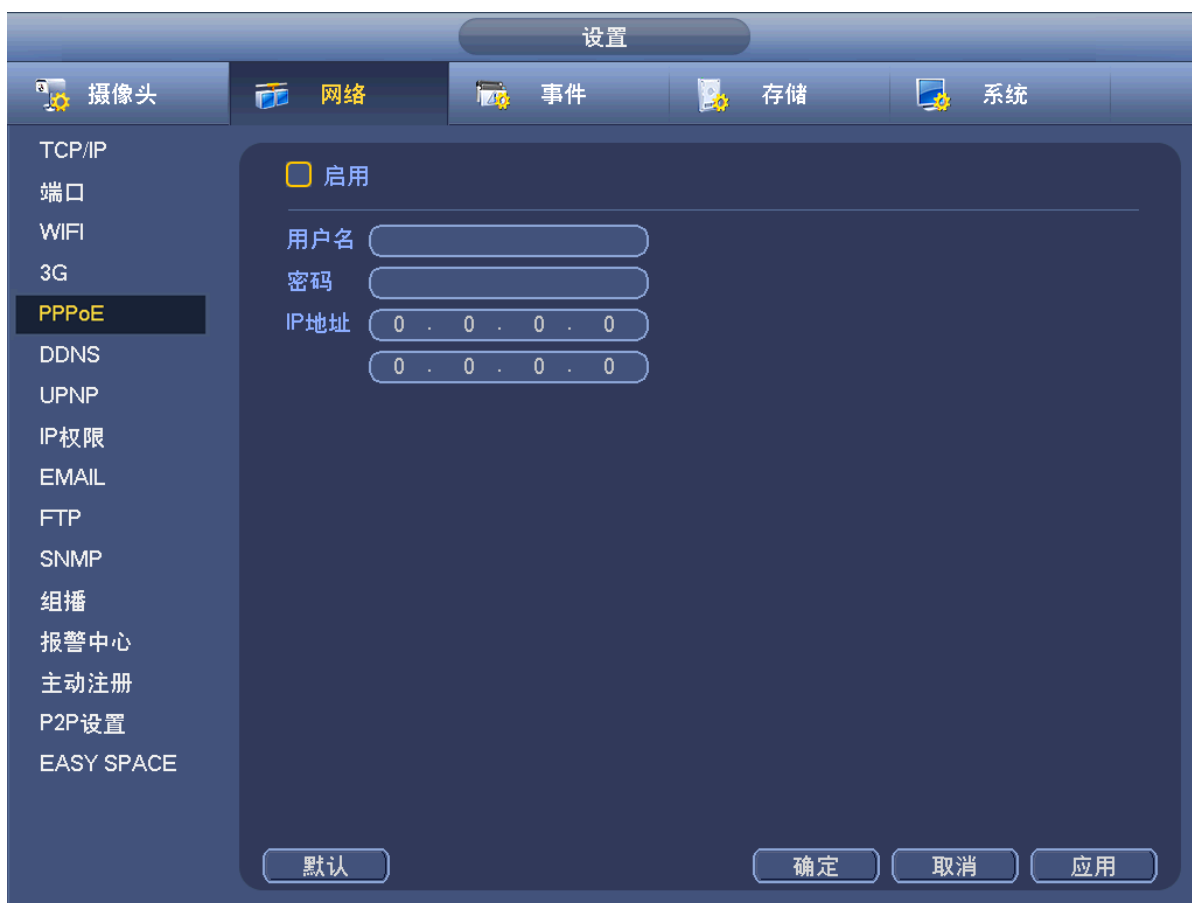 设置
摄像头 网络 事件 存储 系统
TCP/IP
端口
WIFI
3G
PPPoE
DDNS
UPNP
IP权限
EMAIL
FTP
SNMP
组播
报警中心
主动注册
P2P设置
EASY SPACE
启用
用户名
密码
IP地址 0 . 0 . 0 . 0
0 . 0 . 0 . 0
默认 确定 取消 应用